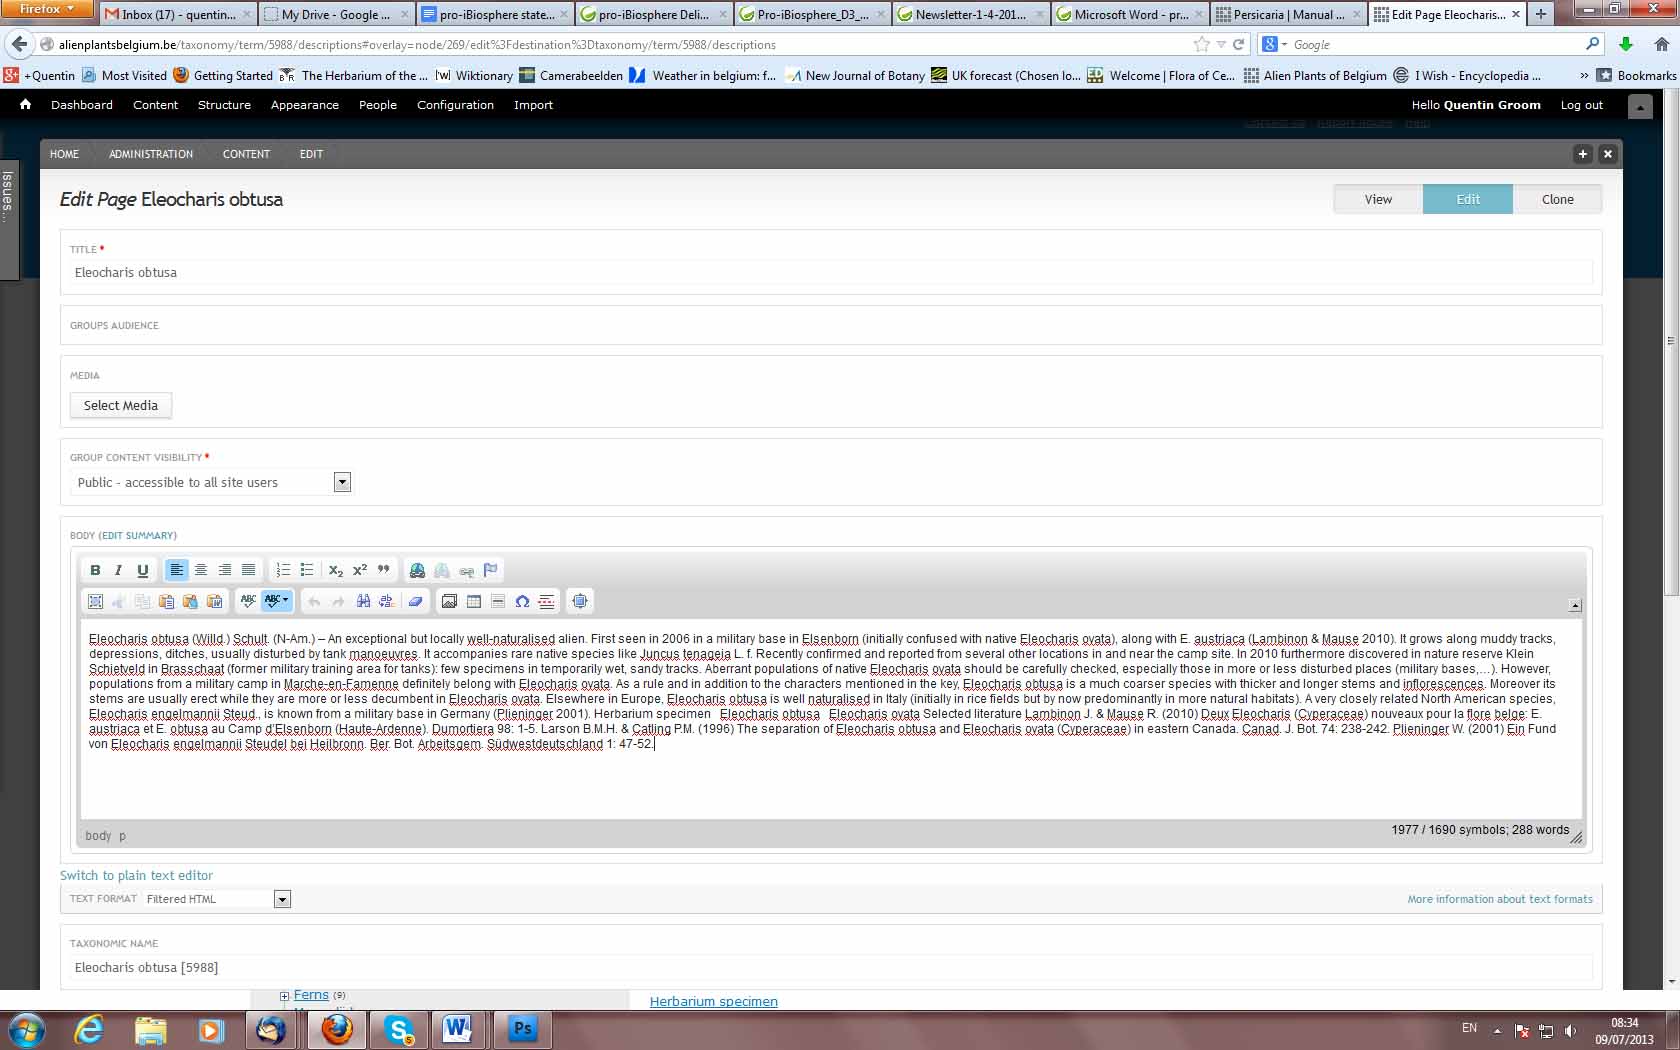 Firefox
Inbox (17) - quentin...
My Drive - Google ...
pro-iBiosphere state...
pro-iBiosphere Deli...
Pro-iBiosphere_D3_...
Newsletter-1-4-201...
Microsoft Word - pr...
Persicaria | Manual ...
Edit Page Eleocharis...
alienplantsbelgium.be/taxonomy/term/5988/descriptions#overlay=node/269/edit%3Fdestination%3Dtaxonomy/term/5988/descriptions
Google
+Quentin
Most Visited
Getting Started
The Herbarium of the ...
Wiktionary
Camerabeelden
Weather in belgium: f...
New Journal of Botany
UK forecast (Chosen lo...
Welcome | Flora of Ce...
Alien Plants of Belgium
I Wish - Encyclopedia ...
»
Bookmarks
Dashboard
Content
Structure
Appearance
People
Configuration
Import
Hello Quentin Groom
Log out
Issues...
HOME
ADMINISTRATION
CONTENT
EDIT
Edit Page Eleocharis obtusa
View
Edit
Clone
TITLE *
Eleocharis obtusa
GROUPS AUDIENCE
MEDIA
Select Media
GROUP CONTENT VISIBILITY *
Public - accessible to all site users
BODY (EDIT SUMMARY)
Eleocharis obtusa (Willd.) Schult. (N-Am.) – An exceptional but locally well-naturalised alien. First seen in 2006 in a military base in Elsenborn (initially confused with native Eleocharis ovata), along with E. austriaca (Lambinon & Mause 2010). It grows along muddy tracks,
depressions, ditches, usually disturbed by tank manoeuvres. It accompanies rare native species like Juncus tenageia L. f. Recently confirmed and reported from several other locations in and near the camp site. In 2010 furthermore discovered in nature reserve Klein
Schietveld in Brasschaat (former military training area for tanks): few specimens in temporarily wet, sandy tracks. Aberrant populations of native Eleocharis ovata should be carefully checked, especially those in more or less disturbed places (military bases,...). However,
populations from a military camp in Marche-en-Famenne definitely belong with Eleocharis ovata. As a rule and in addition to the characters mentioned in the key, Eleocharis obtusa is a much coarser species with thicker and longer stems and inflorescences. Moreover its
stems are usually erect while they are more or less decumbent in Eleocharis ovata. Elsewhere in Europe, Eleocharis obtusa is well naturalised in Italy (initially in rice fields but by now predominantly in more natural habitats). A very closely related North American species,
Eleocharis engelmannii Steud., is known from a military base in Germany (Plieninger 2001). Herbarium specimen Eleocharis obtusa Eleocharis ovata Selected literature Lambinon J. & Mause R. (2010) Deux Eleocharis (Cyperaceae) nouveaux pour la flore belge: E.
austriaca et E. obtusa au Camp d'Elsenborn (Haute-Ardenne). Dumortiera 98: 1-5. Larson B.M.H. & Catling P.M. (1996) The separation of Eleocharis obtusa and Eleocharis ovata (Cyperaceae) in eastern Canada. Canad. J. Bot. 74: 238-242. Plieninger W. (2001) Ein Fund
von Eleocharis engelmannii Steudel bei Heilbronn. Ber. Bot. Arbeitsgem. Südwestdeutschland 1: 47-52.
body p
1977 / 1690 symbols; 288 words
Switch to plain text editor
TEXT FORMAT Filtered HTML
More information about text formats
TAXONOMIC NAME
Eleocharis obtusa [5988]
Ferns (9)
Herbarium specimen
EN
08:34
09/07/2013